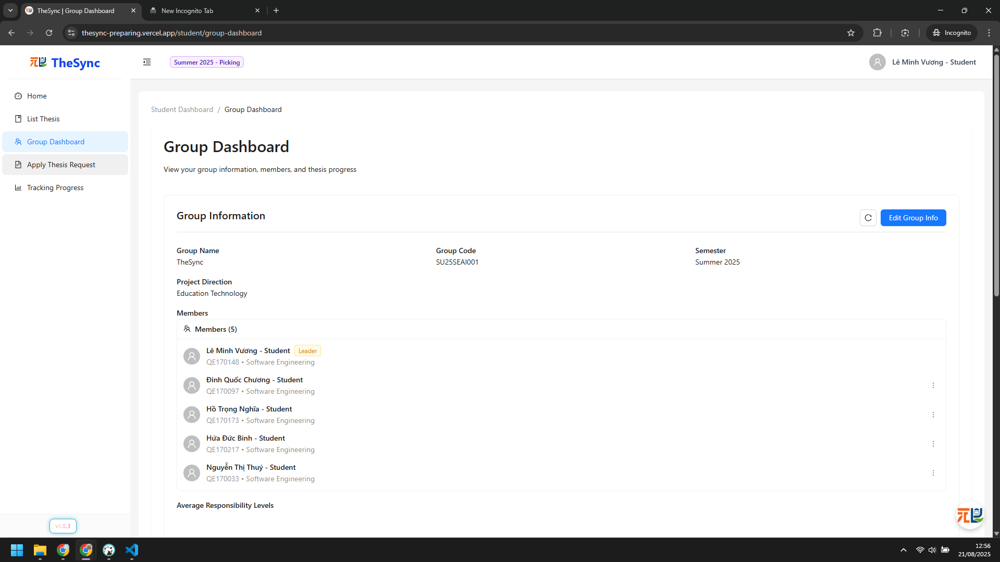 TheSync | Group Dashboard
New Incognito Tab
thesync-preparing.vercel.app/student/group-dashboard
Incognito
TheSync
Summer 2025 - Picking
Lê Minh Vương - Student
Home
List Thesis
Group Dashboard
Apply Thesis Request
Tracking Progress
v1.0.3
Student Dashboard / Group Dashboard
Group Dashboard
View your group information, members, and thesis progress
Group Information
Edit Group Info
Group Name
TheSync
Group Code
SU25SEAI001
Semester
Summer 2025
Project Direction
Education Technology
Members
Members (5)
Lê Minh Vương - Student Leader
QE170148 • Software Engineering
Đinh Quốc Chương - Student
QE170097 • Software Engineering
Hồ Trọng Nghĩa - Student
QE170173 • Software Engineering
Hứa Đức Bình - Student
QE170217 • Software Engineering
Nguyễn Thị Thuý - Student
QE170033 • Software Engineering
Average Responsibility Levels
12:56
21/08/2025